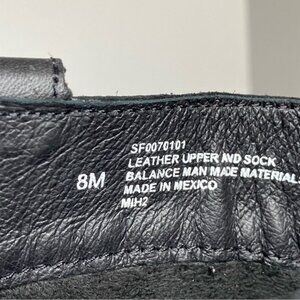 SF0070101
LEATHER UPPER AND SOCK
8M BALANCE MAN MADE MATERIALS
MADE IN MEXICO
MIH2